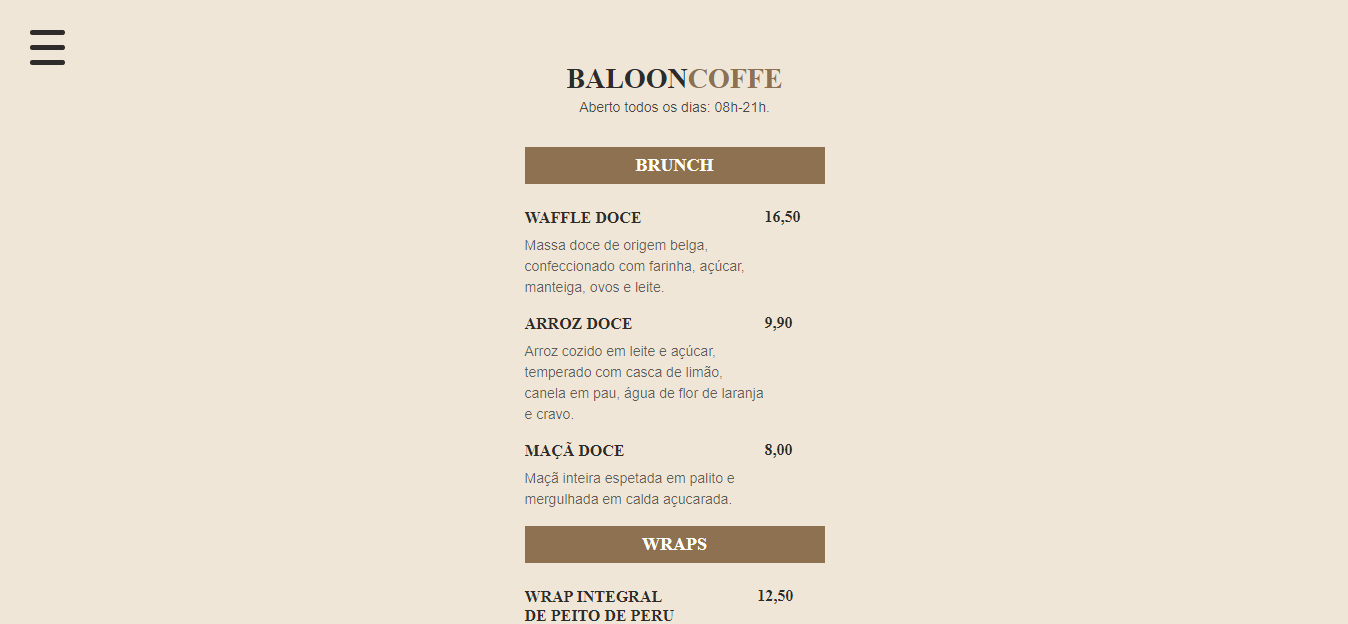 BALOONCOFFE
Aberto todos os dias: 08h-21h.
BRUNCH
WAFFLE DOCE 16,50
Massa doce de origem belga,
confeccionado com farinha, açúcar,
manteiga, ovos e leite.
ARROZ DOCE 9,90
Arroz cozido em leite e açúcar,
temperado com casca de limão,
canela em pau, água de flor de laranja
e cravo.
MAÇÃ DOCE 8,00
Maçã inteira espetada em palito e
mergulhada em calda açucarada.
WRAPS
WRAP INTEGRAL 12,50
DE PEITO DE PERU